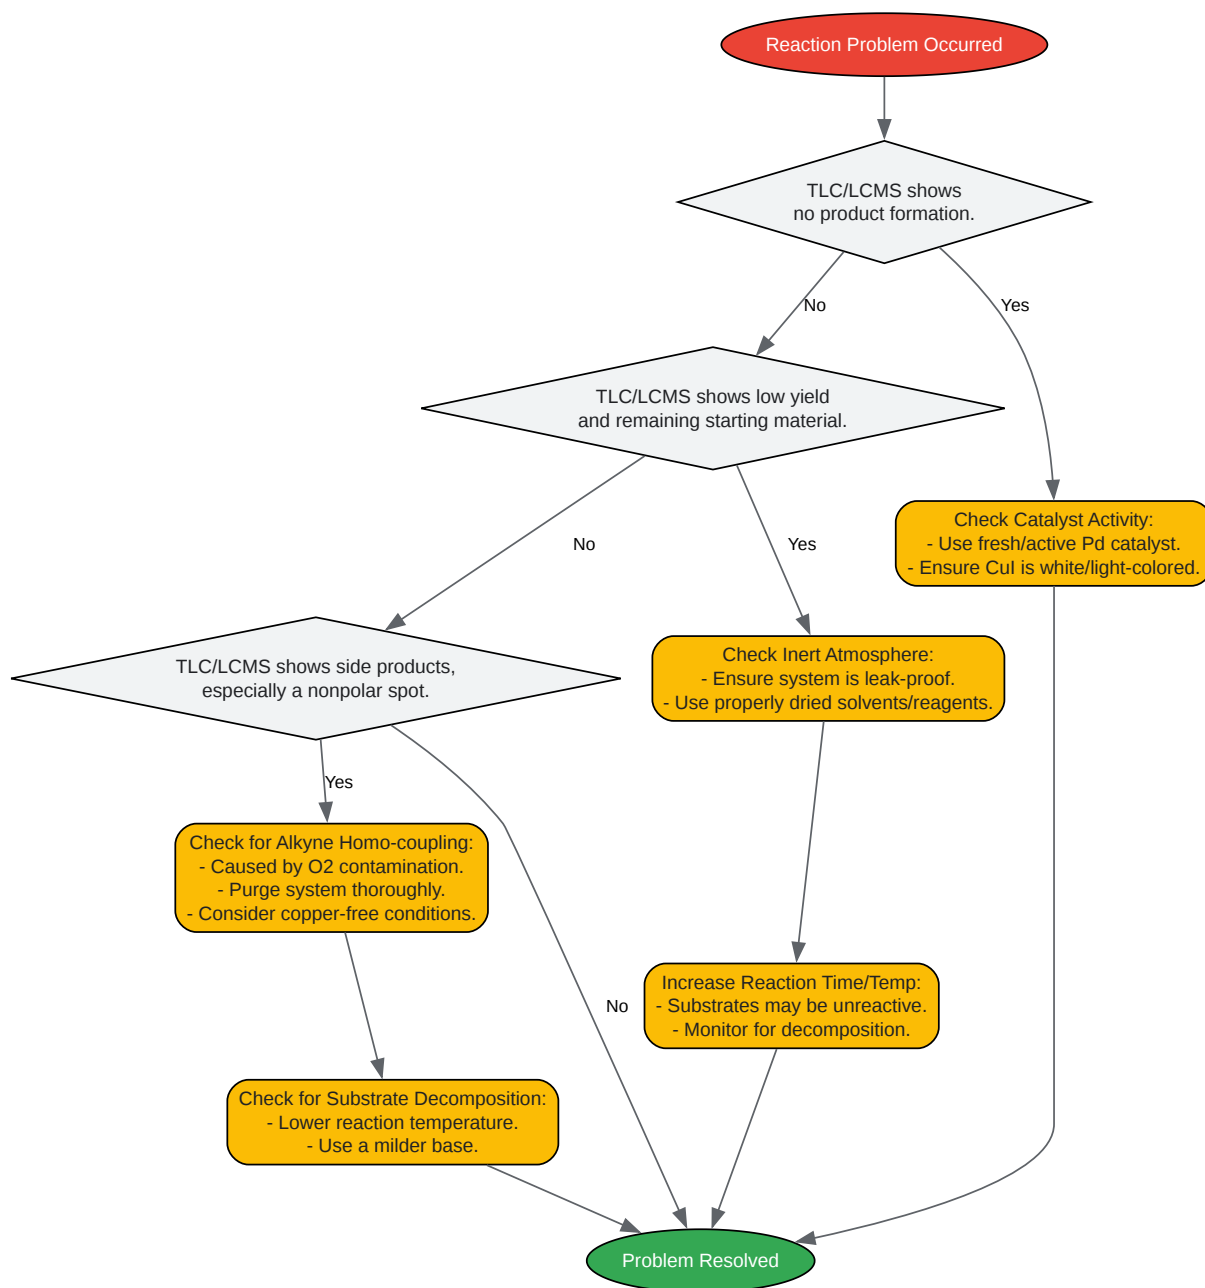 Reaction Problem Occurred
TLC/LCMS shows
no product formation.
No
Yes
TLC/LCMS shows low yield
and remaining starting material.
Check Catalyst Activity:
- Use fresh/active Pd catalyst.
- Ensure CuI is white/light-colored.
No
Yes
TLC/LCMS shows side products,
especially a nonpolar spot.
Check Inert Atmosphere:
- Ensure system is leak-proof.
- Use properly dried solvents/reagents.
Yes
Check for Alkyne Homo-coupling:
- Caused by O2 contamination.
- Purge system thoroughly.
- Consider copper-free conditions.
No
Increase Reaction Time/Temp:
- Substrates may be unreactive.
- Monitor for decomposition.
Check for Substrate Decomposition:
- Lower reaction temperature.
- Use a milder base.
Problem Resolved